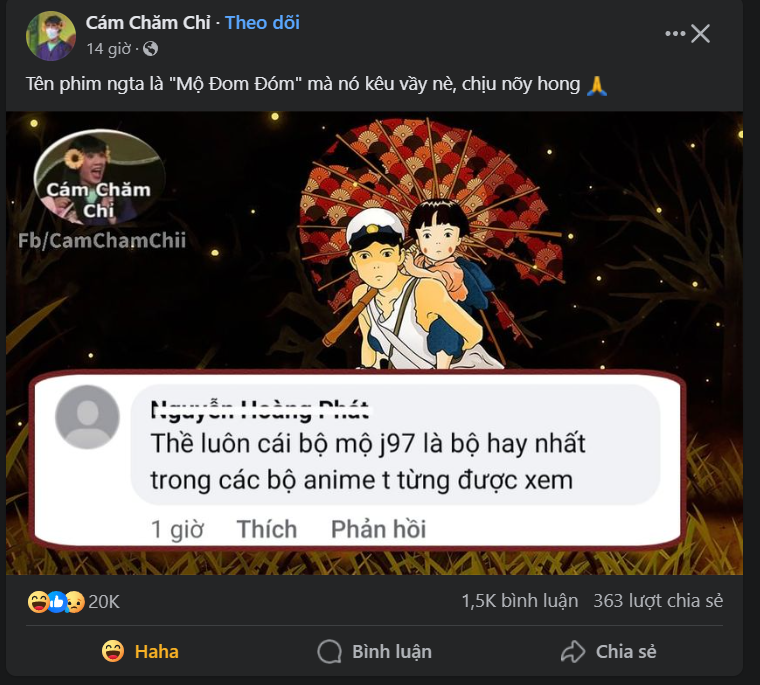 Cám Chăm Chỉ · Theo dõi
14 giờ ·
Tên phim ngta là "Mộ Đom Đóm" mà nó kêu vầy nè, chịu nỗy hong 🙏
Cám Chăm
Chỉ
Fb/CamChamChii
Nguyễn Hoàng Phát
Thề luôn cái bộ mộ j97 là bộ hay nhất
trong các bộ anime t từng được xem
1 giờ Thích Phản hồi
20K 1,5K bình luận 363 lượt chia sẻ
Haha Bình luận Chia sẻ